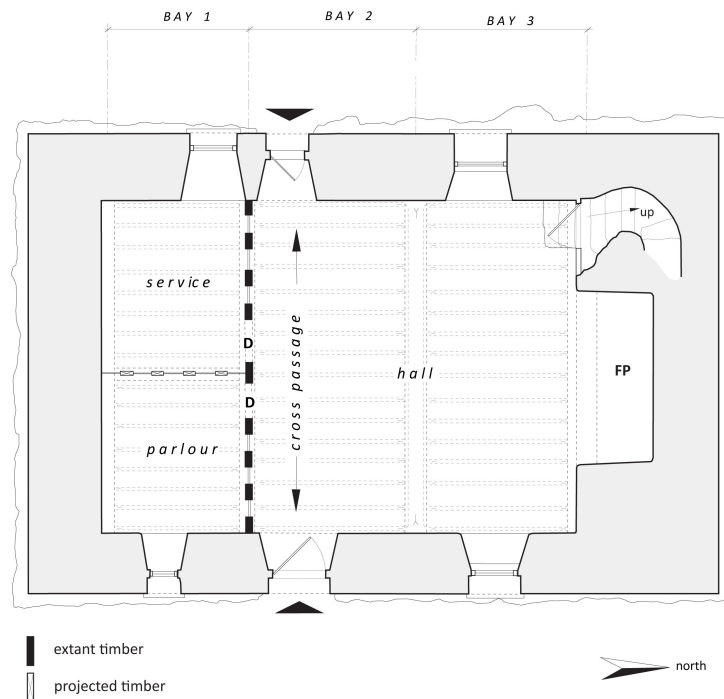 BAY 1 BAY 2 BAY 3
up
service
D
cross passage
hall
FP
D
parlour
extant timber
north
projected timber